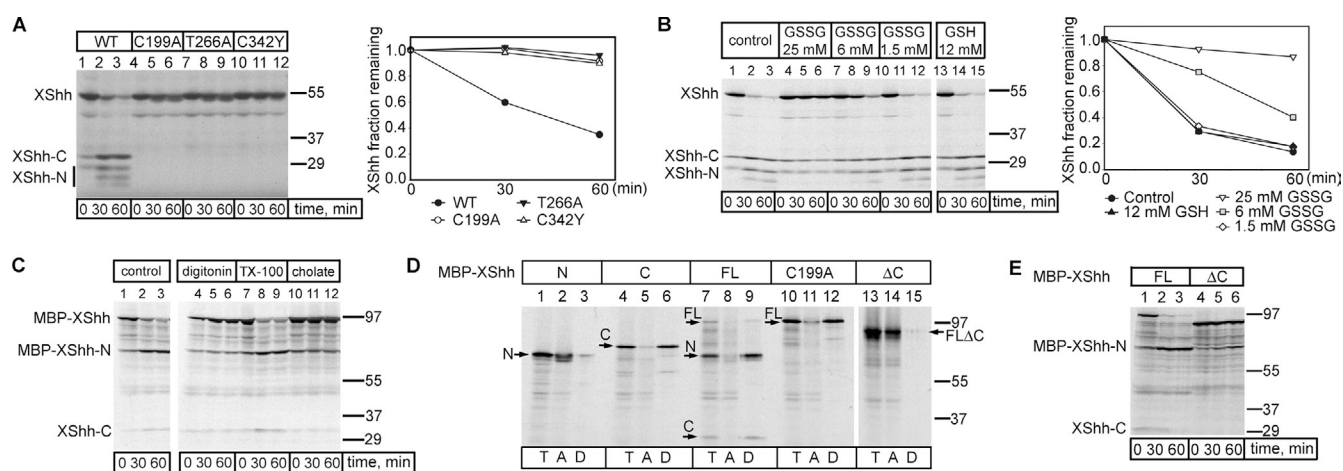 A
WT C199A T266A C342Y
1 2 3 4 5 6 7 8 9 10 11 12
XShh
XShh-C
XShh-N
55
37
29
0 30 60 0 30 60 0 30 60 0 30 60 time, min
XShh fraction remaining
1.0
0.8
0.6
0.4
0.2
0
0 30 60 (min)
WT T266A
C199A C342Y
B
control GSSG 25 mM GSSG 6 mM GSSG 1.5 mM GSH 12 mM
1 2 3 4 5 6 7 8 9 10 11 12 13 14 15
XShh
XShh-C
XShh-N
55
37
29
0 30 60 0 30 60 0 30 60 0 30 60 0 30 60 time, min
XShh fraction remaining
1.0
0.8
0.6
0.4
0.2
0
0 30 60 (min)
Control 25 mM GSSG
12 mM GSH 6 mM GSSG
1.5 mM GSSG
C
control digitonin TX-100 cholate
1 2 3 4 5 6 7 8 9 10 11 12
MBP-XShh
MBP-XShh-N
XShh-C
97
55
37
29
0 30 60 0 30 60 0 30 60 0 30 60 time, min
D
MBP-XShh N C FL C199A ΔC
1 2 3 4 5 6 7 8 9 10 11 12 13 14 15
N
C
FL
N
C
FL
97
FLΔC
55
37
T A D T A D T A D T A D T A D
E
MBP-XShh FL ΔC
1 2 3 4 5 6
MBP-XShh-N
XShh-C
97
55
37
29
0 30 60 0 30 60 time, min